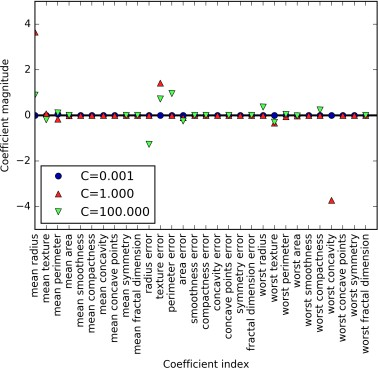 Coefficient magnitude
4
2
0
−2
−4
C=0.001
C=1.000
C=100.000
mean radius
mean texture
mean perimeter
mean area
mean smoothness
mean compactness
mean concavity
mean concave points
mean symmetry
mean fractal dimension
radius error
texture error
perimeter error
area error
smoothness error
compactness error
concavity error
concave points error
symmetry error
fractal dimension error
worst radius
worst texture
worst perimeter
worst area
worst smoothness
worst compactness
worst concavity
worst concave points
worst symmetry
worst fractal dimension
Coefficient index